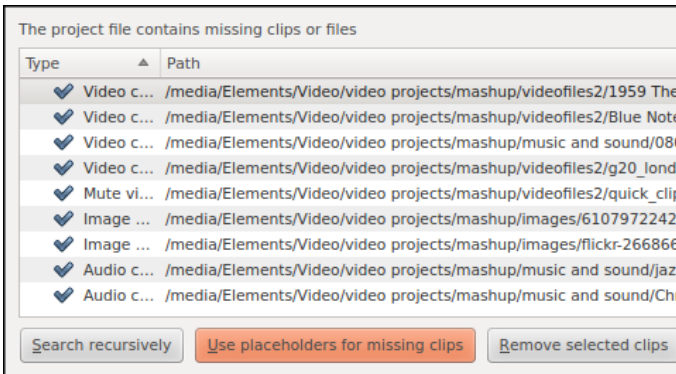 The project file contains missing clips or files
Type Path
Video c... /media/Elements/Video/video projects/mashup/videofiles2/1959 The
Video c... /media/Elements/Video/video projects/mashup/videofiles2/Blue Note
Video c... /media/Elements/Video/video projects/mashup/music and sound/08
Video c... /media/Elements/Video/video projects/mashup/videofiles2/g20_lond
Mute vi... /media/Elements/Video/video projects/mashup/videofiles2/quick_clip
Image ... /media/Elements/Video/video projects/mashup/images/6107972242
Image ... /media/Elements/Video/video projects/mashup/images/flickr-266866
Audio c... /media/Elements/Video/video projects/mashup/music and sound/jaz
Audio c... /media/Elements/Video/video projects/mashup/music and sound/Ch
Search recursively Use placeholders for missing clips Remove selected clips